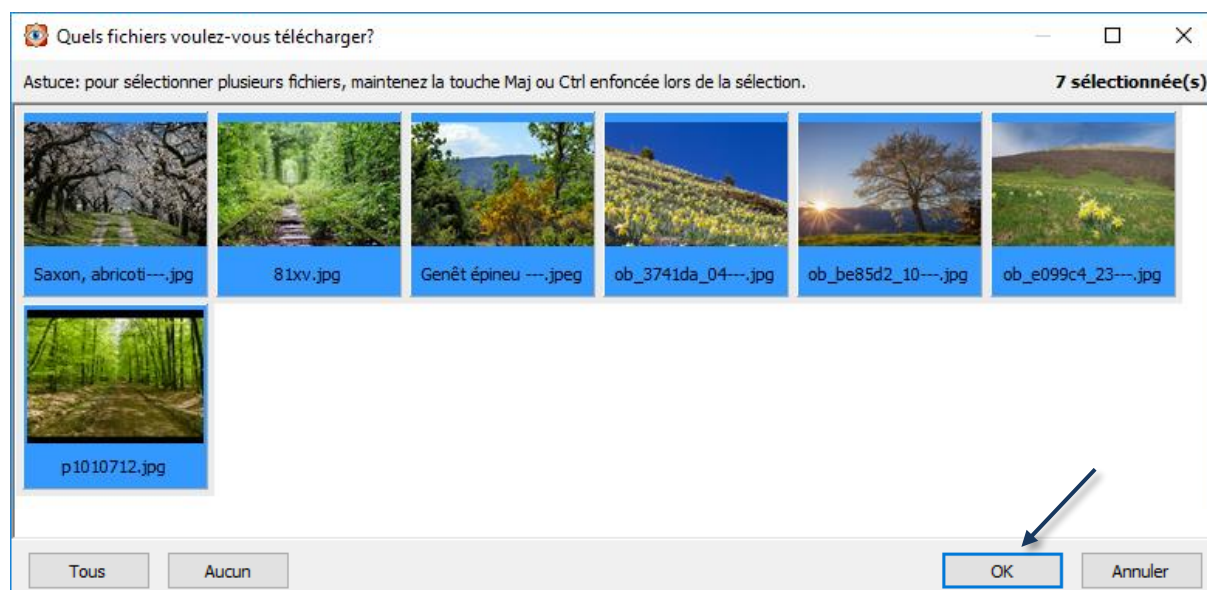 Quels fichiers voulez-vous télécharger?
Astuce: pour sélectionner plusieurs fichiers, maintenez la touche Maj ou Ctrl enfoncée lors de la sélection. 7 sélectionnée(s)
Saxon, abricoti---.jpg 81xv.jpg Genêt épineu ---.jpeg ob_3741da_04---.jpg ob_be85d2_10---.jpg ob_e099c4_23---.jpg
p1010712.jpg
Tous Aucun OK Annuler